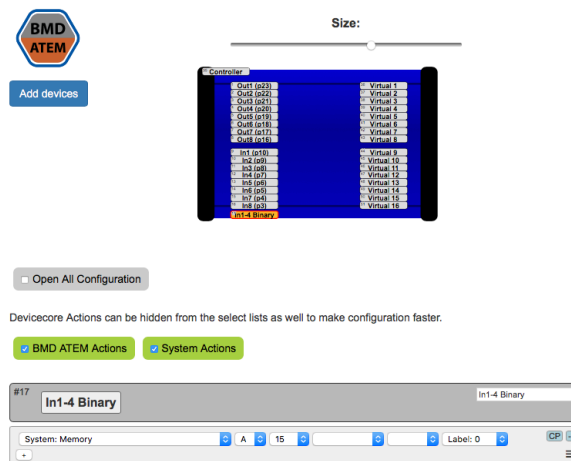 BMD
ATEM
Size:
Add devices
Controller
Out1 (p23)
Out2 (p22)
Out3 (p21)
Out4 (p20)
Out5 (p19)
Out6 (p18)
Out7 (p17)
Out8 (p16)
In1 (p10)
In2 (p9)
In3 (p8)
In4 (p7)
In5 (p6)
In6 (p5)
In7 (p4)
In8 (p3)
in1-4 Binary
Virtual 1
Virtual 2
Virtual 3
Virtual 4
Virtual 5
Virtual 6
Virtual 7
Virtual 8
Virtual 9
Virtual 10
Virtual 11
Virtual 12
Virtual 13
Virtual 14
Virtual 15
Virtual 16
Open All Configuration
Devicecore Actions can be hidden from the select lists as well to make configuration faster.
BMD ATEM Actions System Actions
#17 In1-4 Binary In1-4 Binary
System: Memory A 15 Label: 0 CP
+